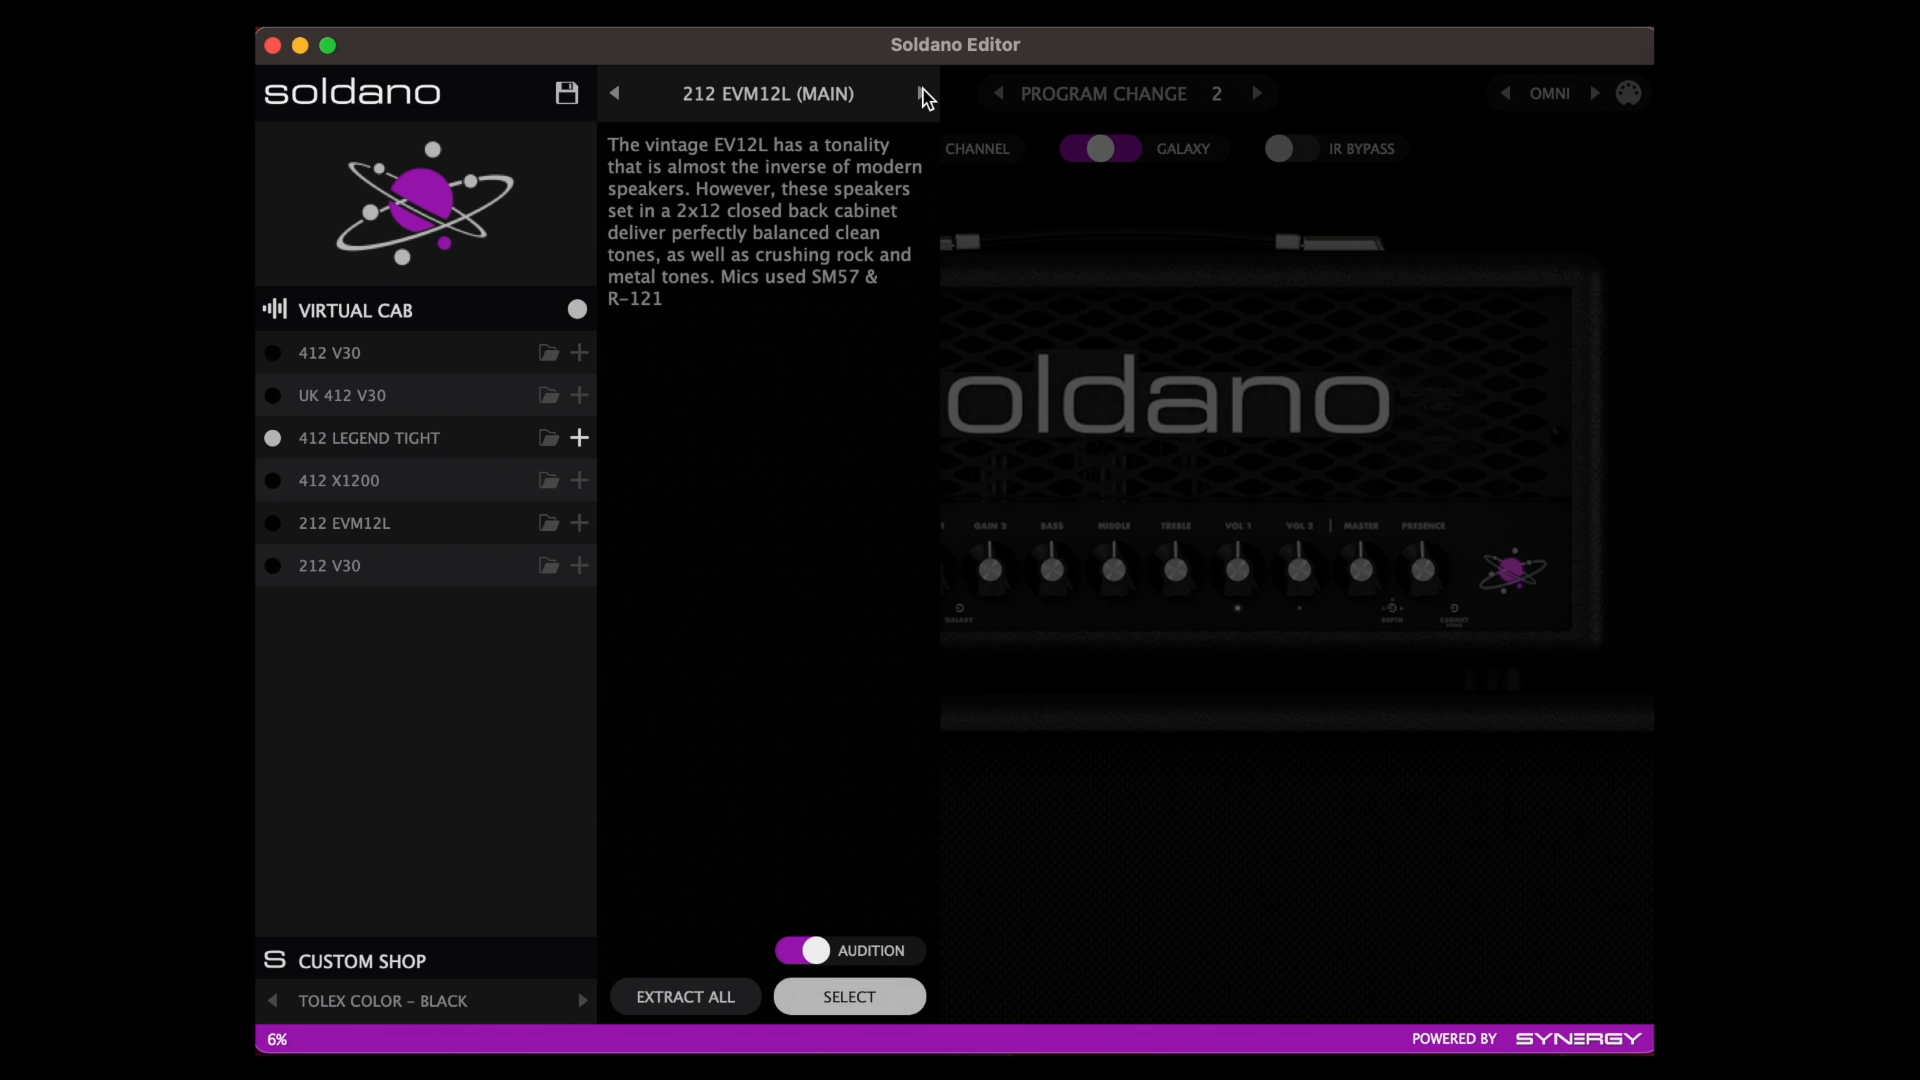 Soldano Editor
soldano
212 EVM12L (MAIN)
PROGRAM CHANGE 2
OMNI
CHANNEL
GALAXY
IR BYPASS
The vintage EV12L has a tonality
that is almost the inverse of modern
speakers. However, these speakers
set in a 2x12 closed back cabinet
deliver perfectly balanced clean
tones, as well as crushing rock and
metal tones. Mics used SM57 &
R-121
VIRTUAL CAB
412 V30
UK 412 V30
412 LEGEND TIGHT
412 X1200
212 EVM12L
212 V30
oldano
1 GAIN 2 BASS MIDDLE TREBLE VOL 1 VOL 2 | MASTER PRESENCE
GALAXY
DEPTH
CABINET
AUDITION
EXTRACT ALL
SELECT
S CUSTOM SHOP
TOLEX COLOR - BLACK
6%
POWERED BY SYNERGY